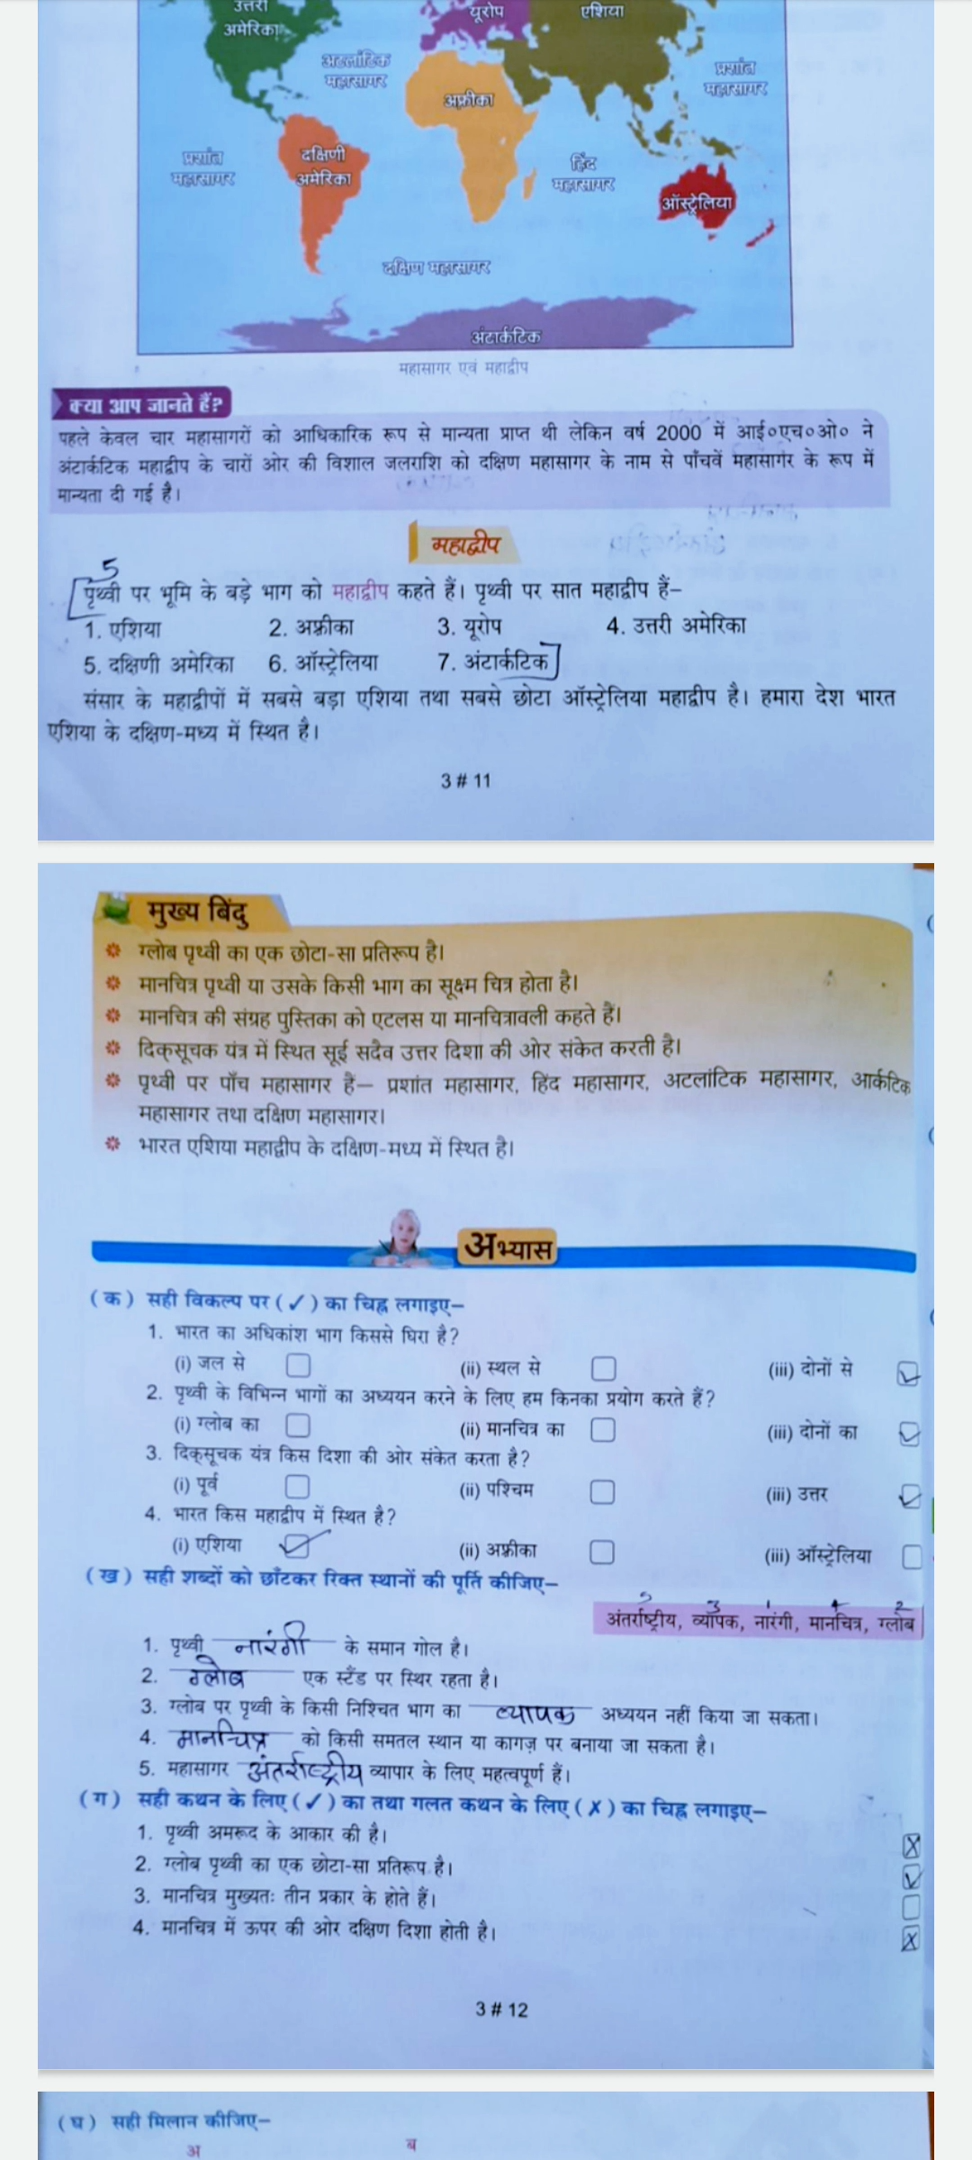 उत्तरी
अमेरिका
यूरोप
एशिया
अटलांटिक
महासागर
प्रशांत
महासागर
अफ्रीका
प्रशांत
महासागर
दक्षिणी
अमेरिका
हिंद
महासागर
ऑस्ट्रेलिया
दक्षिण महासागर
अंटार्कटिक
महासागर एवं महाद्वीप
क्या आप जानते हैं?
पहले केवल चार महासागरों को आधिकारिक रूप से मान्यता प्राप्त थी लेकिन वर्ष 2000 में आई०एच०ओ० ने
अंटार्कटिक महाद्वीप के चारों ओर की विशाल जलराशि को दक्षिण महासागर के नाम से पाँचवें महासागर के रूप में
मान्यता दी गई है।
महाद्वीप
5
पृथ्वी पर भूमि के बड़े भाग को महाद्वीप कहते हैं। पृथ्वी पर सात महाद्वीप हैं–
1. एशिया 2. अफ्रीका 3. यूरोप 4. उत्तरी अमेरिका
5. दक्षिणी अमेरिका 6. ऑस्ट्रेलिया 7. अंटार्कटिक
संसार के महाद्वीपों में सबसे बड़ा एशिया तथा सबसे छोटा ऑस्ट्रेलिया महाद्वीप है। हमारा देश भारत
एशिया के दक्षिण-मध्य में स्थित है।
3 # 11
मुख्य बिंदु
ग्लोब पृथ्वी का एक छोटा-सा प्रतिरूप है।
मानचित्र पृथ्वी या उसके किसी भाग का सूक्ष्म चित्र होता है।
मानचित्र की संग्रह पुस्तिका को एटलस या मानचित्रावली कहते हैं।
दिक्सूचक यंत्र में स्थित सूई सदैव उत्तर दिशा की ओर संकेत करती है।
पृथ्वी पर पाँच महासागर हैं— प्रशांत महासागर, हिंद महासागर, अटलांटिक महासागर, आर्कटिक
महासागर तथा दक्षिण महासागर।
भारत एशिया महाद्वीप के दक्षिण-मध्य में स्थित है।
अभ्यास
(क) सही विकल्प पर (✓) का चिह्न लगाइए–
1. भारत का अधिकांश भाग किससे घिरा है?
(i) जल से (ii) स्थल से (iii) दोनों से ✓
2. पृथ्वी के विभिन्न भागों का अध्ययन करने के लिए हम किनका प्रयोग करते हैं?
(i) ग्लोब का (ii) मानचित्र का (iii) दोनों का ✓
3. दिक्सूचक यंत्र किस दिशा की ओर संकेत करता है?
(i) पूर्व (ii) पश्चिम (iii) उत्तर ✓
4. भारत किस महाद्वीप में स्थित है?
(i) एशिया ✓ (ii) अफ्रीका (iii) ऑस्ट्रेलिया
(ख) सही शब्दों को छाँटकर रिक्त स्थानों की पूर्ति कीजिए–
5 3 1 4 2
अंतर्राष्ट्रीय, व्यापक, नारंगी, मानचित्र, ग्लोब
1. पृथ्वी नारंगी के समान गोल है।
2. ग्लोब एक स्टैंड पर स्थिर रहता है।
3. ग्लोब पर पृथ्वी के किसी निश्चित भाग का व्यापक अध्ययन नहीं किया जा सकता।
4. मानचित्र को किसी समतल स्थान या कागज़ पर बनाया जा सकता है।
5. महासागर अंतर्राष्ट्रीय व्यापार के लिए महत्वपूर्ण हैं।
(ग) सही कथन के लिए (✓) का तथा गलत कथन के लिए (✗) का चिह्न लगाइए–
1. पृथ्वी अमरूद के आकार की है। ✗
2. ग्लोब पृथ्वी का एक छोटा-सा प्रतिरूप है। ✓
3. मानचित्र मुख्यतः तीन प्रकार के होते हैं।
4. मानचित्र में ऊपर की ओर दक्षिण दिशा होती है। ✗
3 # 12
(घ) सही मिलान कीजिए–
अ ब